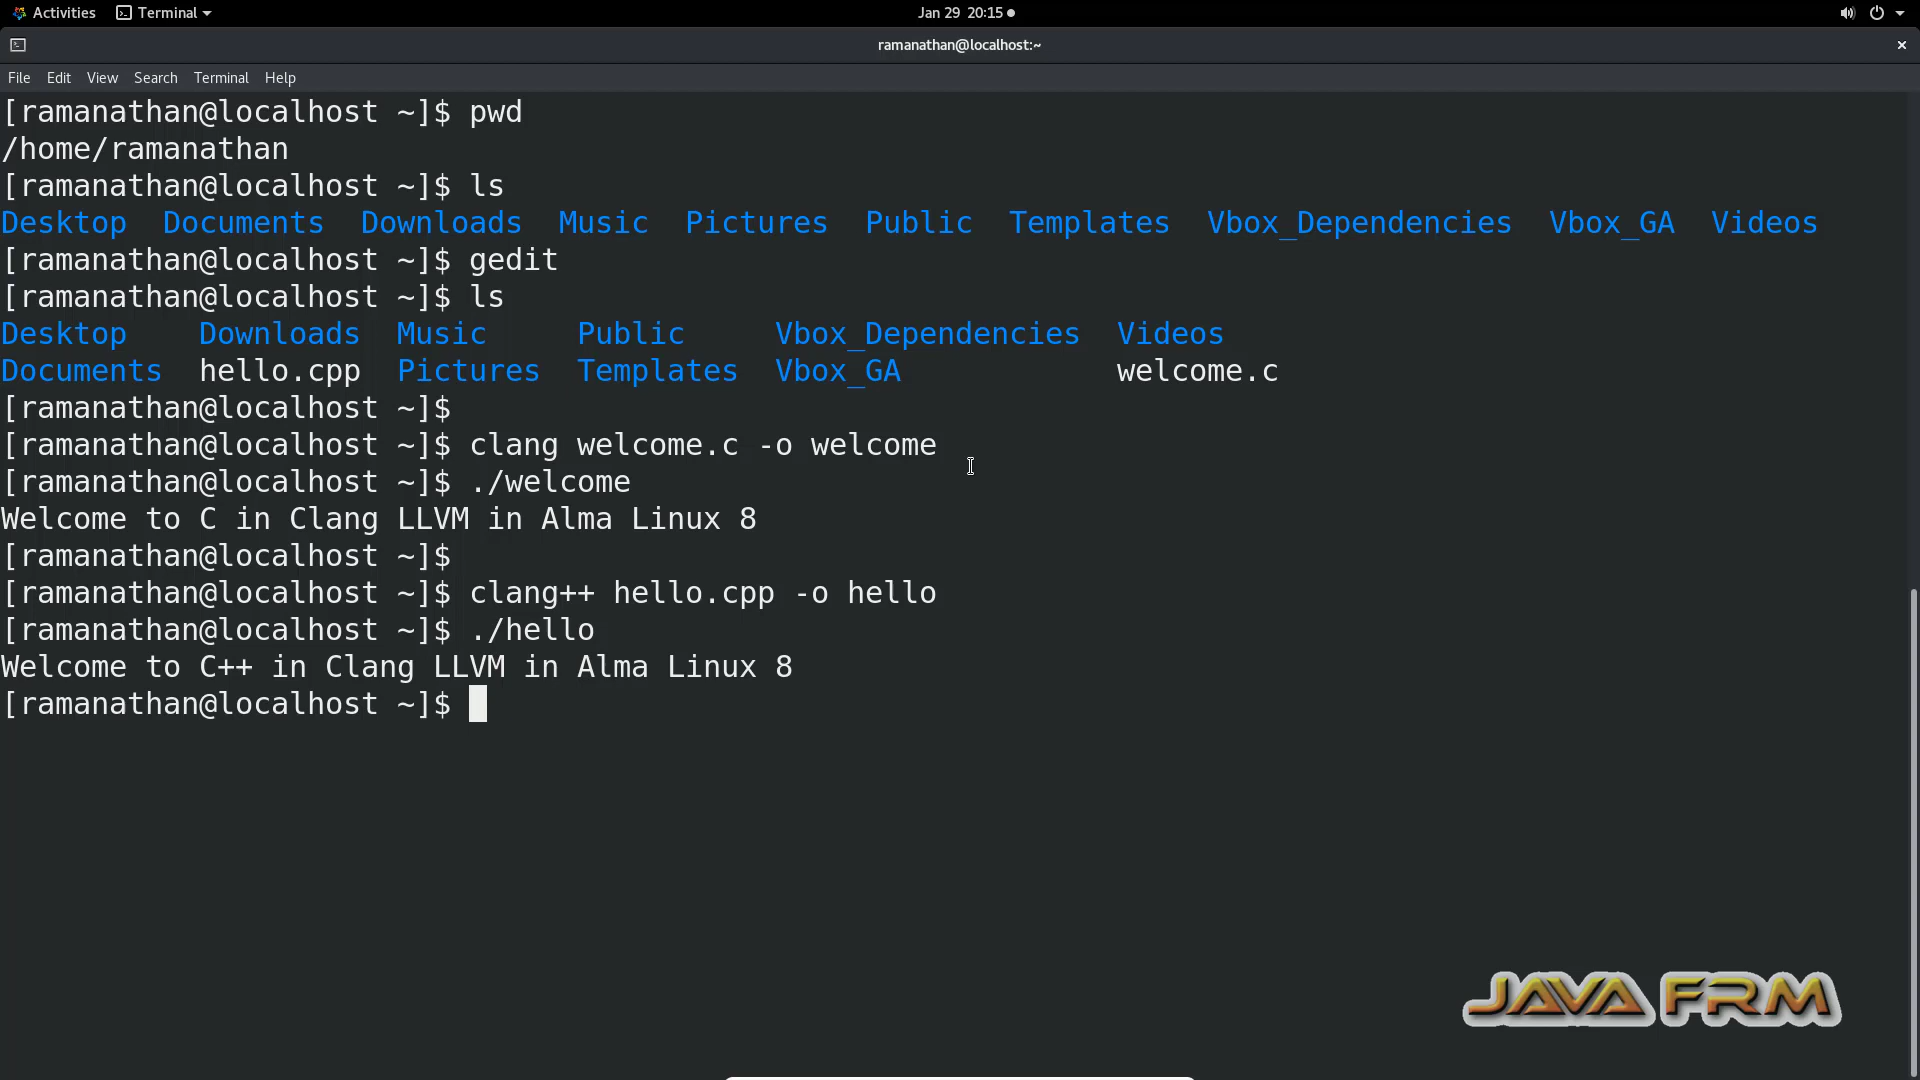 Activities Terminal Jan 29 20:15
ramanathan@localhost:~
File Edit View Search Terminal Help
[ramanathan@localhost ~]$ pwd
/home/ramanathan
[ramanathan@localhost ~]$ ls
Desktop Documents Downloads Music Pictures Public Templates Vbox_Dependencies Vbox_GA Videos
[ramanathan@localhost ~]$ gedit
[ramanathan@localhost ~]$ ls
Desktop Downloads Music Public Vbox_Dependencies Videos
Documents hello.cpp Pictures Templates Vbox_GA welcome.c
[ramanathan@localhost ~]$
[ramanathan@localhost ~]$ clang welcome.c -o welcome
[ramanathan@localhost ~]$ ./welcome
Welcome to C in Clang LLVM in Alma Linux 8
[ramanathan@localhost ~]$
[ramanathan@localhost ~]$ clang++ hello.cpp -o hello
[ramanathan@localhost ~]$ ./hello
Welcome to C++ in Clang LLVM in Alma Linux 8
[ramanathan@localhost ~]$
JAVA FRM